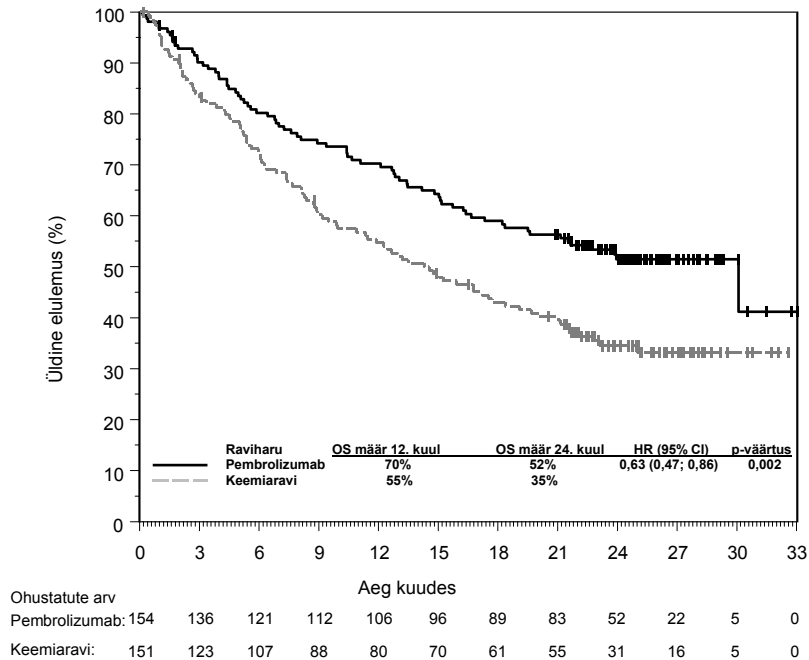 100
90
80
70
60
50
40
30
20
10
0
Üldine elulemus (%)
Raviharu OS määr 12. kuul OS määr 24. kuul HR (95% CI) p-väärtus
Pembrolizumab 70% 52% 0,63 (0,47; 0,86) 0,002
Keemiaravi 55% 35%
0 3 6 9 12 15 18 21 24 27 30 33
Aeg kuudes
Ohustatute arv
Pembrolizumab: 154 136 121 112 106 96 89 83 52 22 5 0
Keemiaravi: 151 123 107 88 80 70 61 55 31 16 5 0